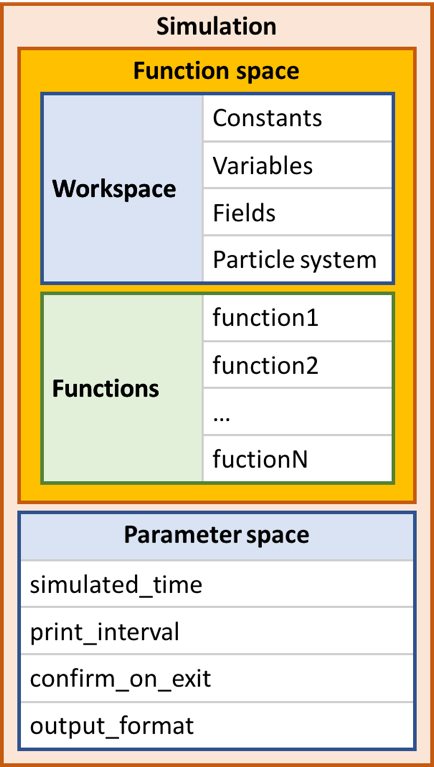 Simulation
Function space
Workspace
Constants
Variables
Fields
Particle system
Functions
function1
function2
...
fuctionN
Parameter space
simulated_time
print_interval
confirm_on_exit
output_format